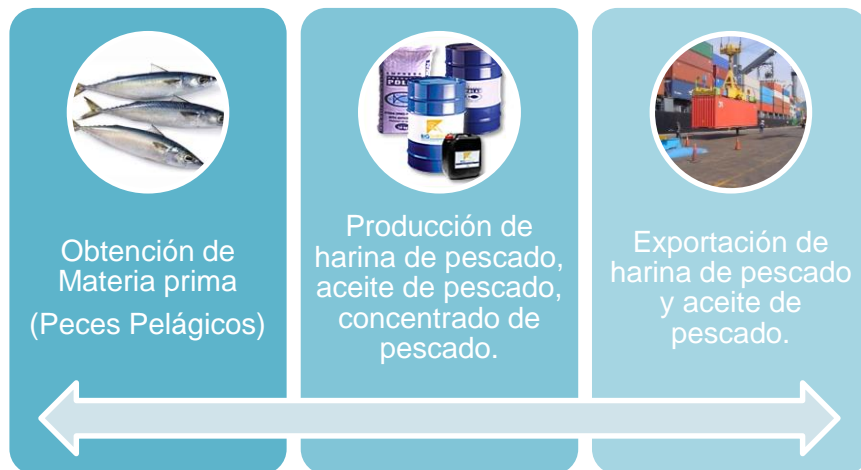 Obtención de
Materia prima
(Peces Pelágicos)
Producción de
harina de pescado,
aceite de pescado,
concentrado de
pescado.
Exportación de
harina de pescado
y aceite de
pescado.